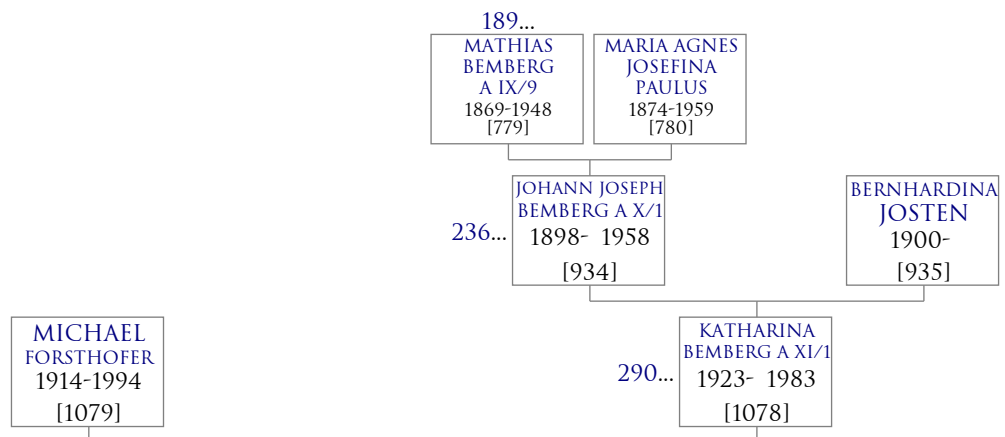 189...
MATHIAS
BEMBERG
A IX/9
1869-1948
[779]
MARIA AGNES
JOSEFINA
PAULUS
1874-1959
[780]
JOHANN JOSEPH
BEMBERG A X/1
236...
1898- 1958
[934]
BERNHARDINA
JOSTEN
1900-
[935]
MICHAEL
FORSTHOFER
1914-1994
[1079]
KATHARINA
BEMBERG A XI/1
290...
1923- 1983
[1078]